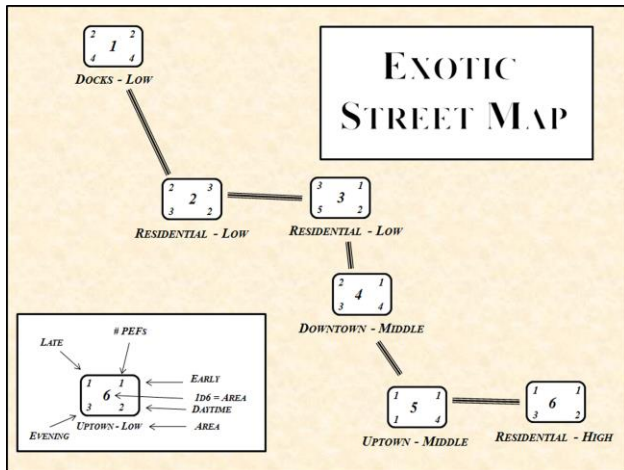 2 2
1
4 4
DOCKS - LOW
EXOTIC
STREET MAP
2 3
2
3 2
RESIDENTIAL - LOW
3 1
3
5 2
RESIDENTIAL - LOW
2 1
4
3 4
DOWNTOWN - MIDDLE
1 1
5
1 4
UPTOWN - MIDDLE
1 1
6
3 2
RESIDENTIAL - HIGH
# PEFS
LATE
1 1
EARLY
6
1D6 = AREA
3 2
DAYTIME
EVENING
UPTOWN - LOW
AREA